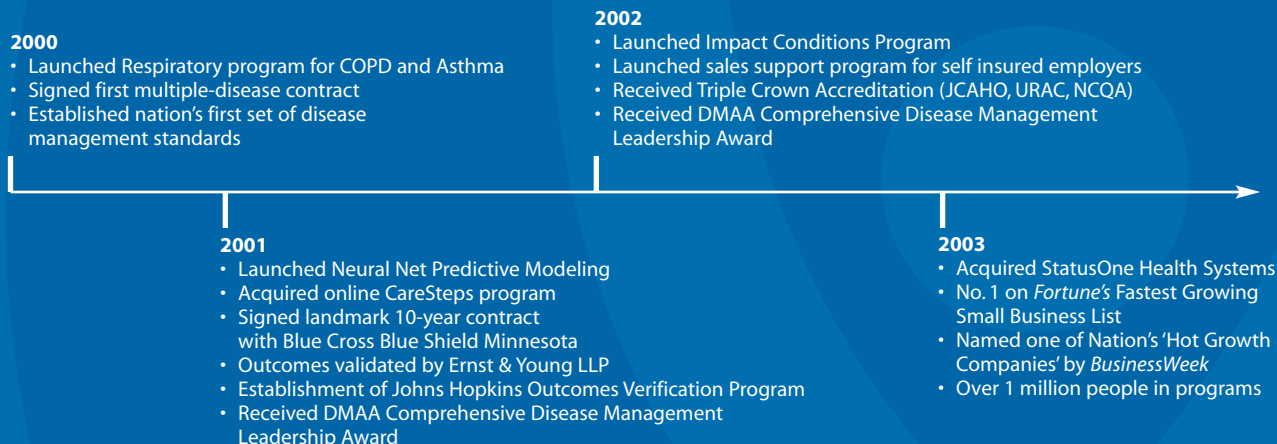 2000
• Launched Respiratory program for COPD and Asthma
• Signed first multiple-disease contract
• Established nation's first set of disease
management standards
2001
• Launched Neural Net Predictive Modeling
• Acquired online CareSteps program
• Signed landmark 10-year contract
with Blue Cross Blue Shield Minnesota
• Outcomes validated by Ernst & Young LLP
• Establishment of Johns Hopkins Outcomes Verification Program
• Received DMAA Comprehensive Disease Management
Leadership Award
2002
• Launched Impact Conditions Program
• Launched sales support program for self insured employers
• Received Triple Crown Accreditation (JCAHO, URAC, NCQA)
• Received DMAA Comprehensive Disease Management
Leadership Award
2003
• Acquired StatusOne Health Systems
• No. 1 on Fortune's Fastest Growing
Small Business List
• Named one of Nation's 'Hot Growth
Companies' by BusinessWeek
• Over 1 million people in programs